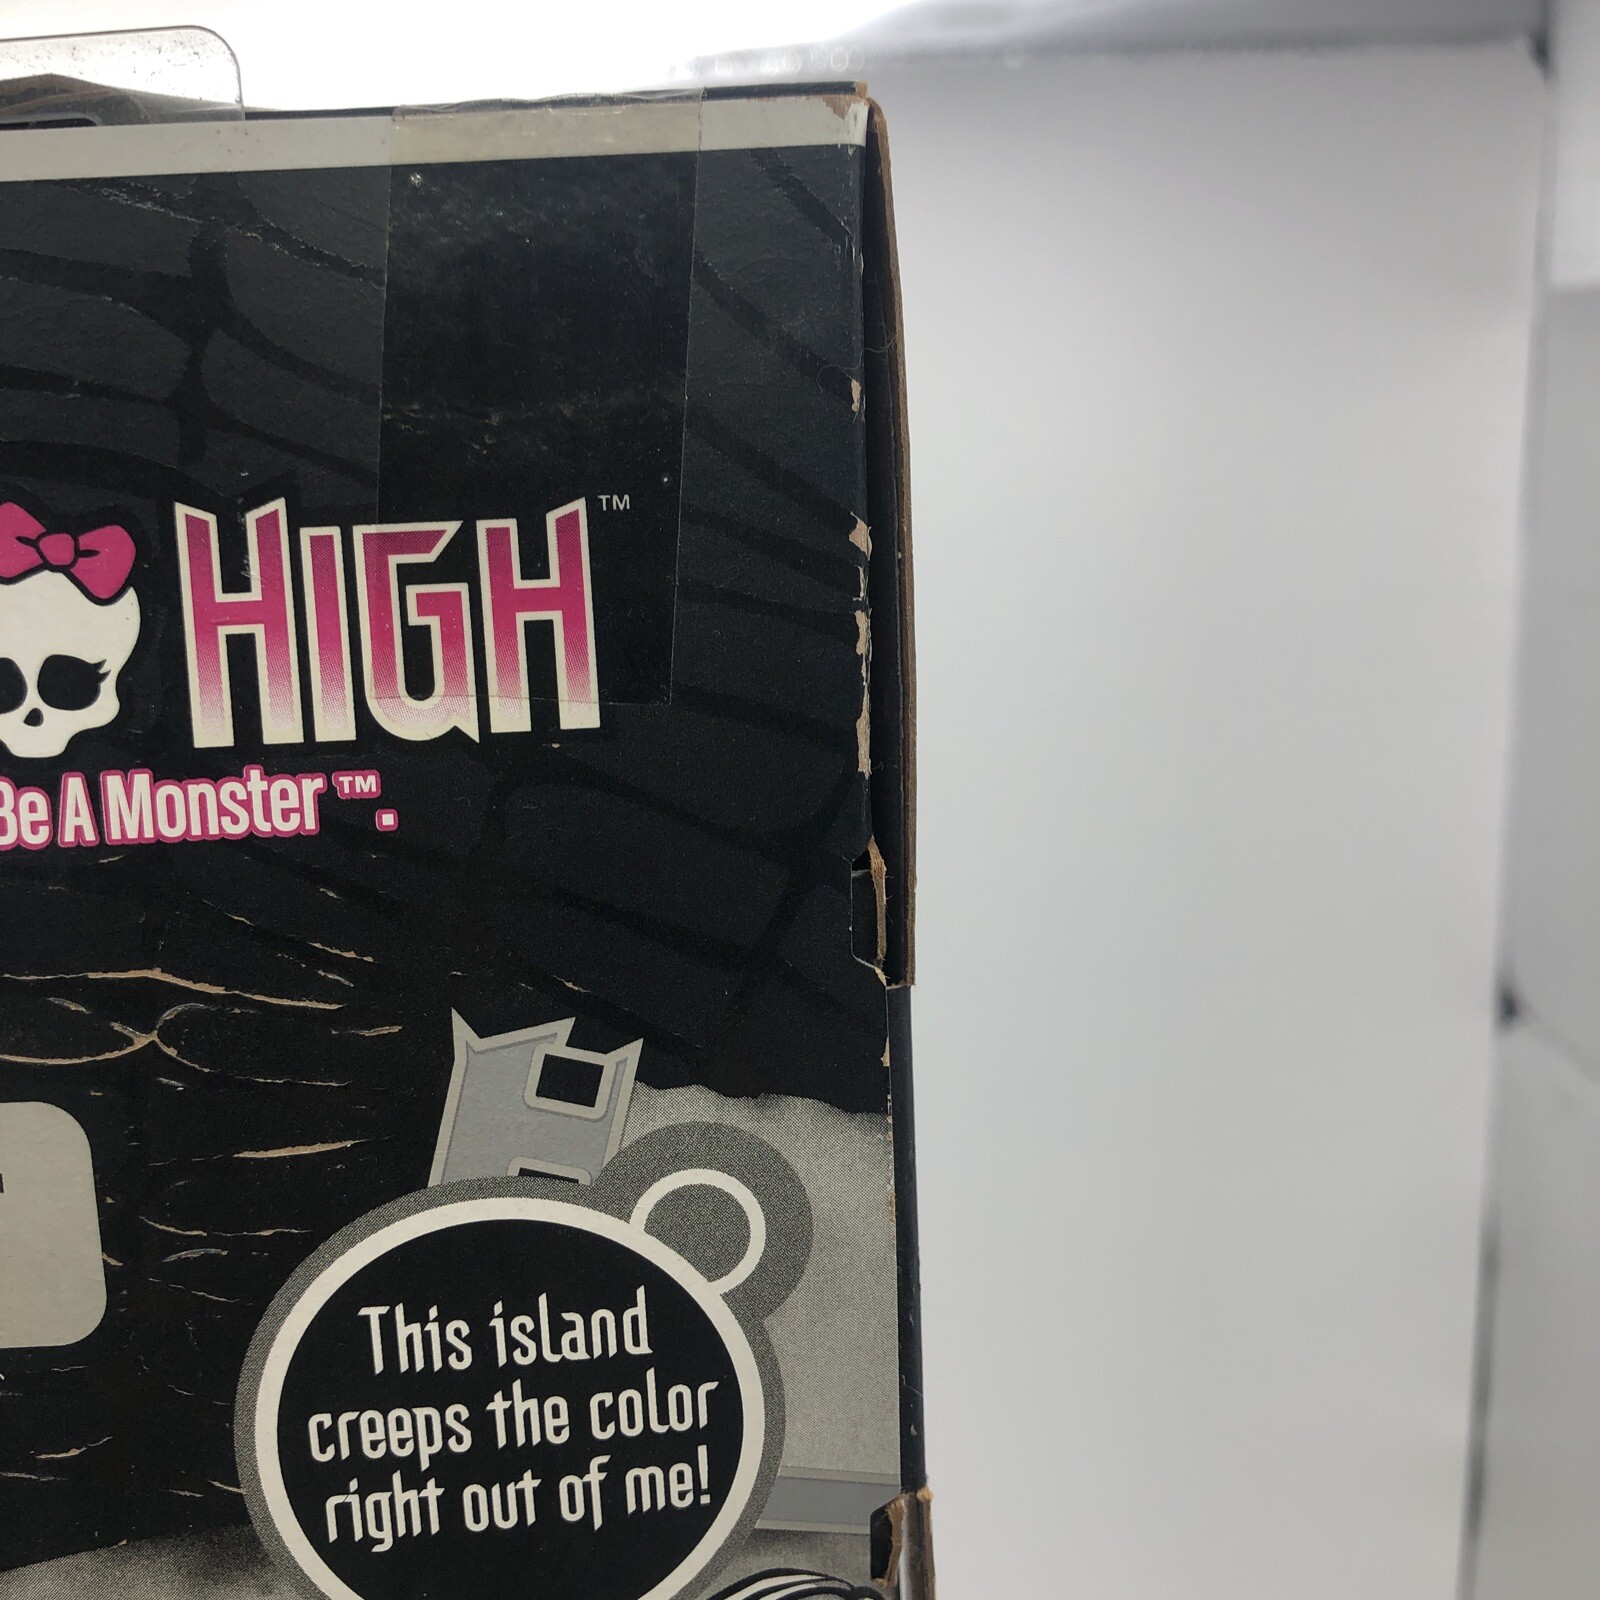 HIGH™
Be A Monster™.
This island
creeps the color
right out of me!